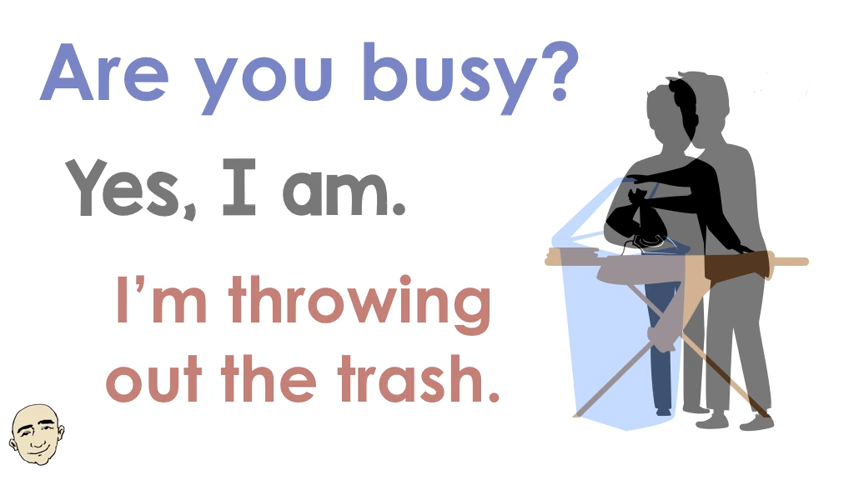 Are you busy?
Yes, I am.
I'm throwing
out the trash.